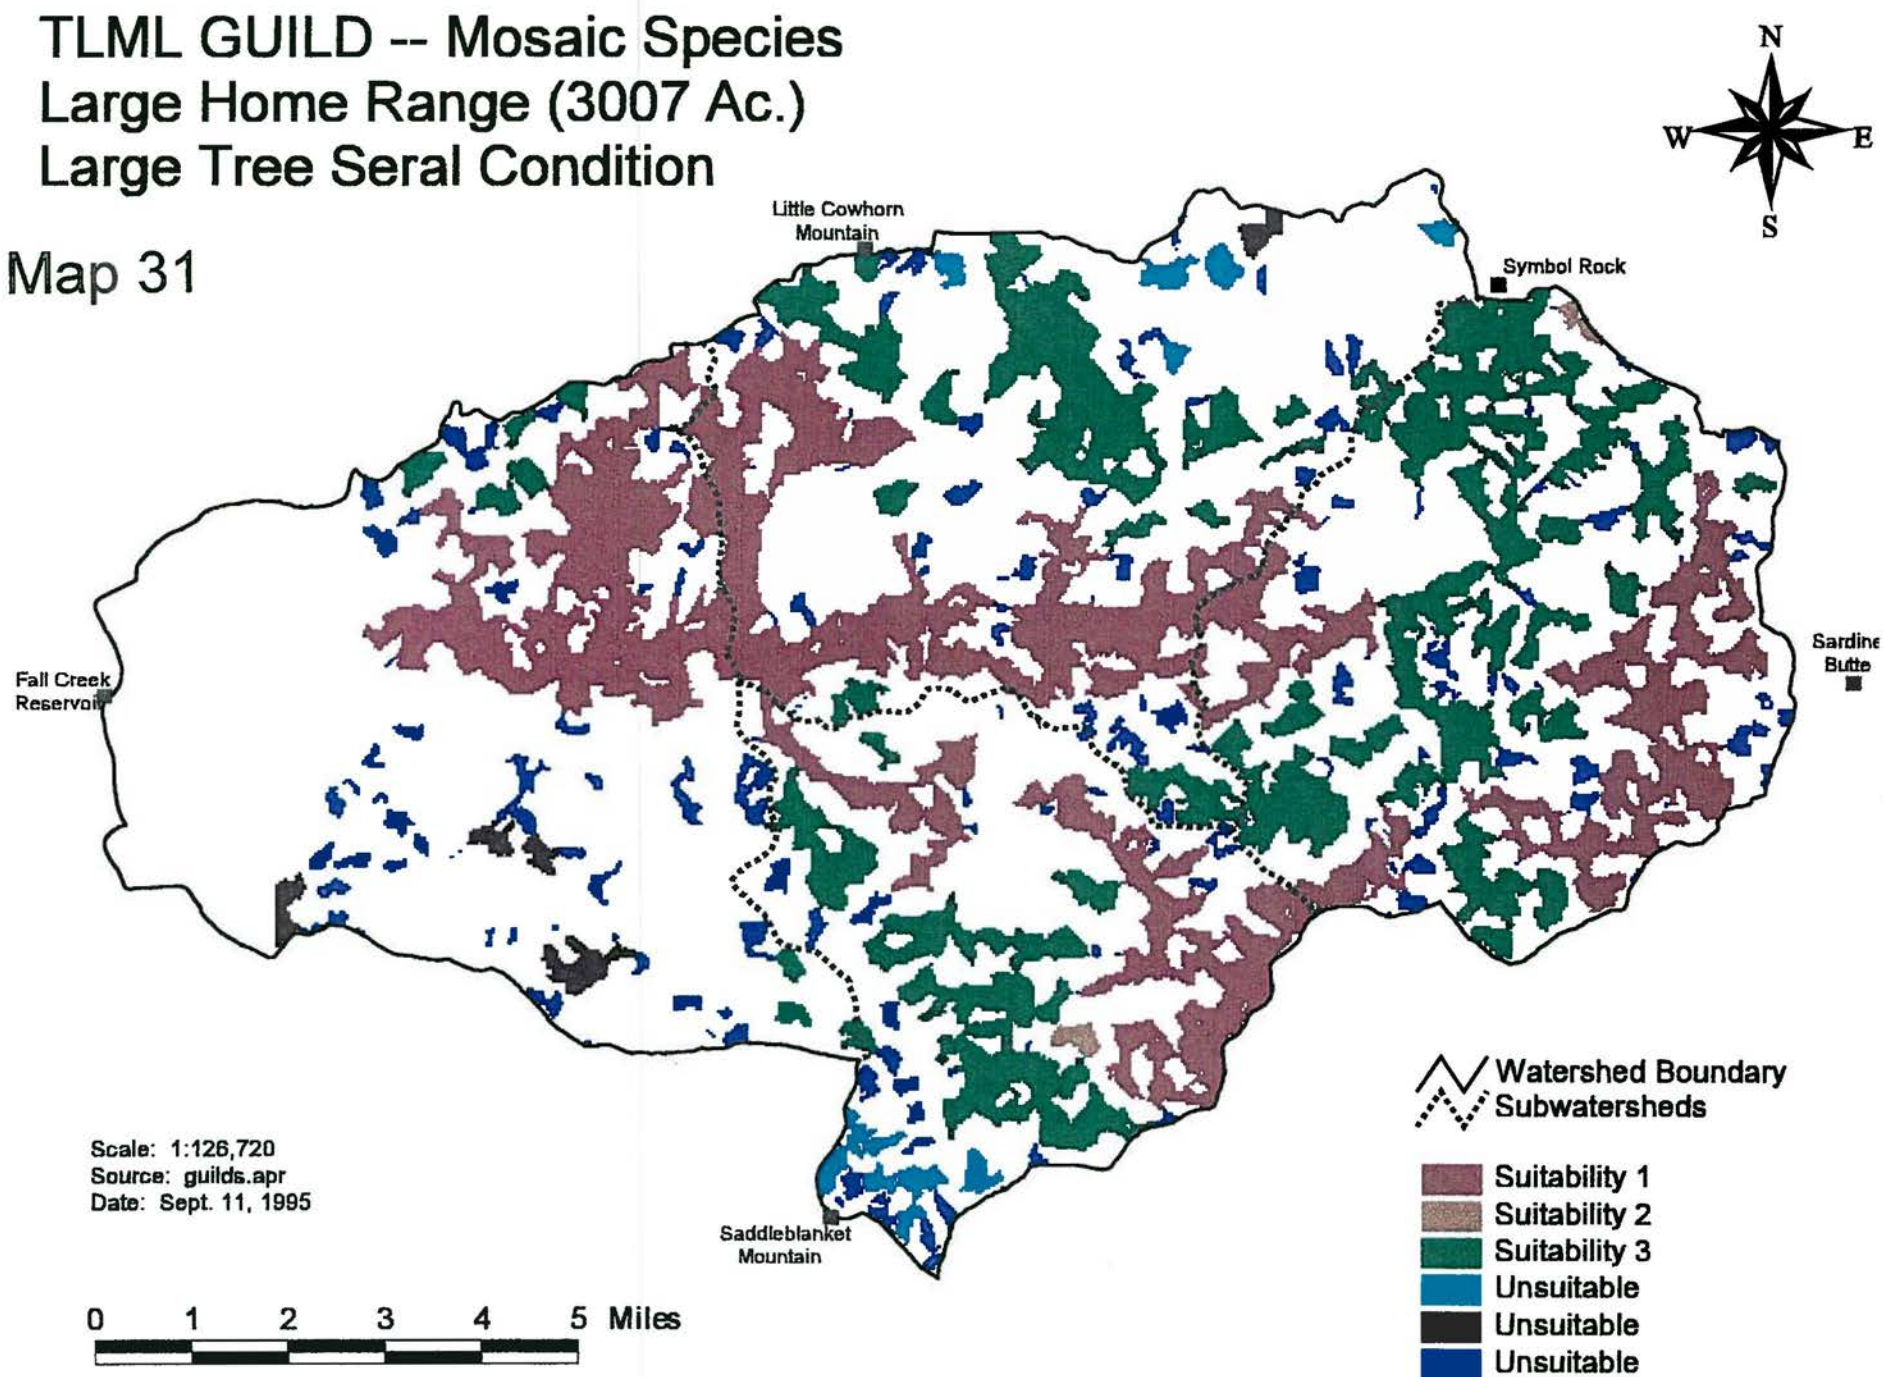 TLML GUILD -- Mosaic Species
Large Home Range (3007 Ac.)
Large Tree Seral Condition
Map 31
N
W
E
S
Little Cowhorn
Mountain
Symbol Rock
Sardine
Butte
Fall Creek
Reservoir
Saddleblanket
Mountain
Scale: 1:126,720
Source: guilds.apr
Date: Sept. 11, 1995
0 1 2 3 4 5 Miles
Watershed Boundary
Subwatersheds
Suitability 1
Suitability 2
Suitability 3
Unsuitable
Unsuitable
Unsuitable